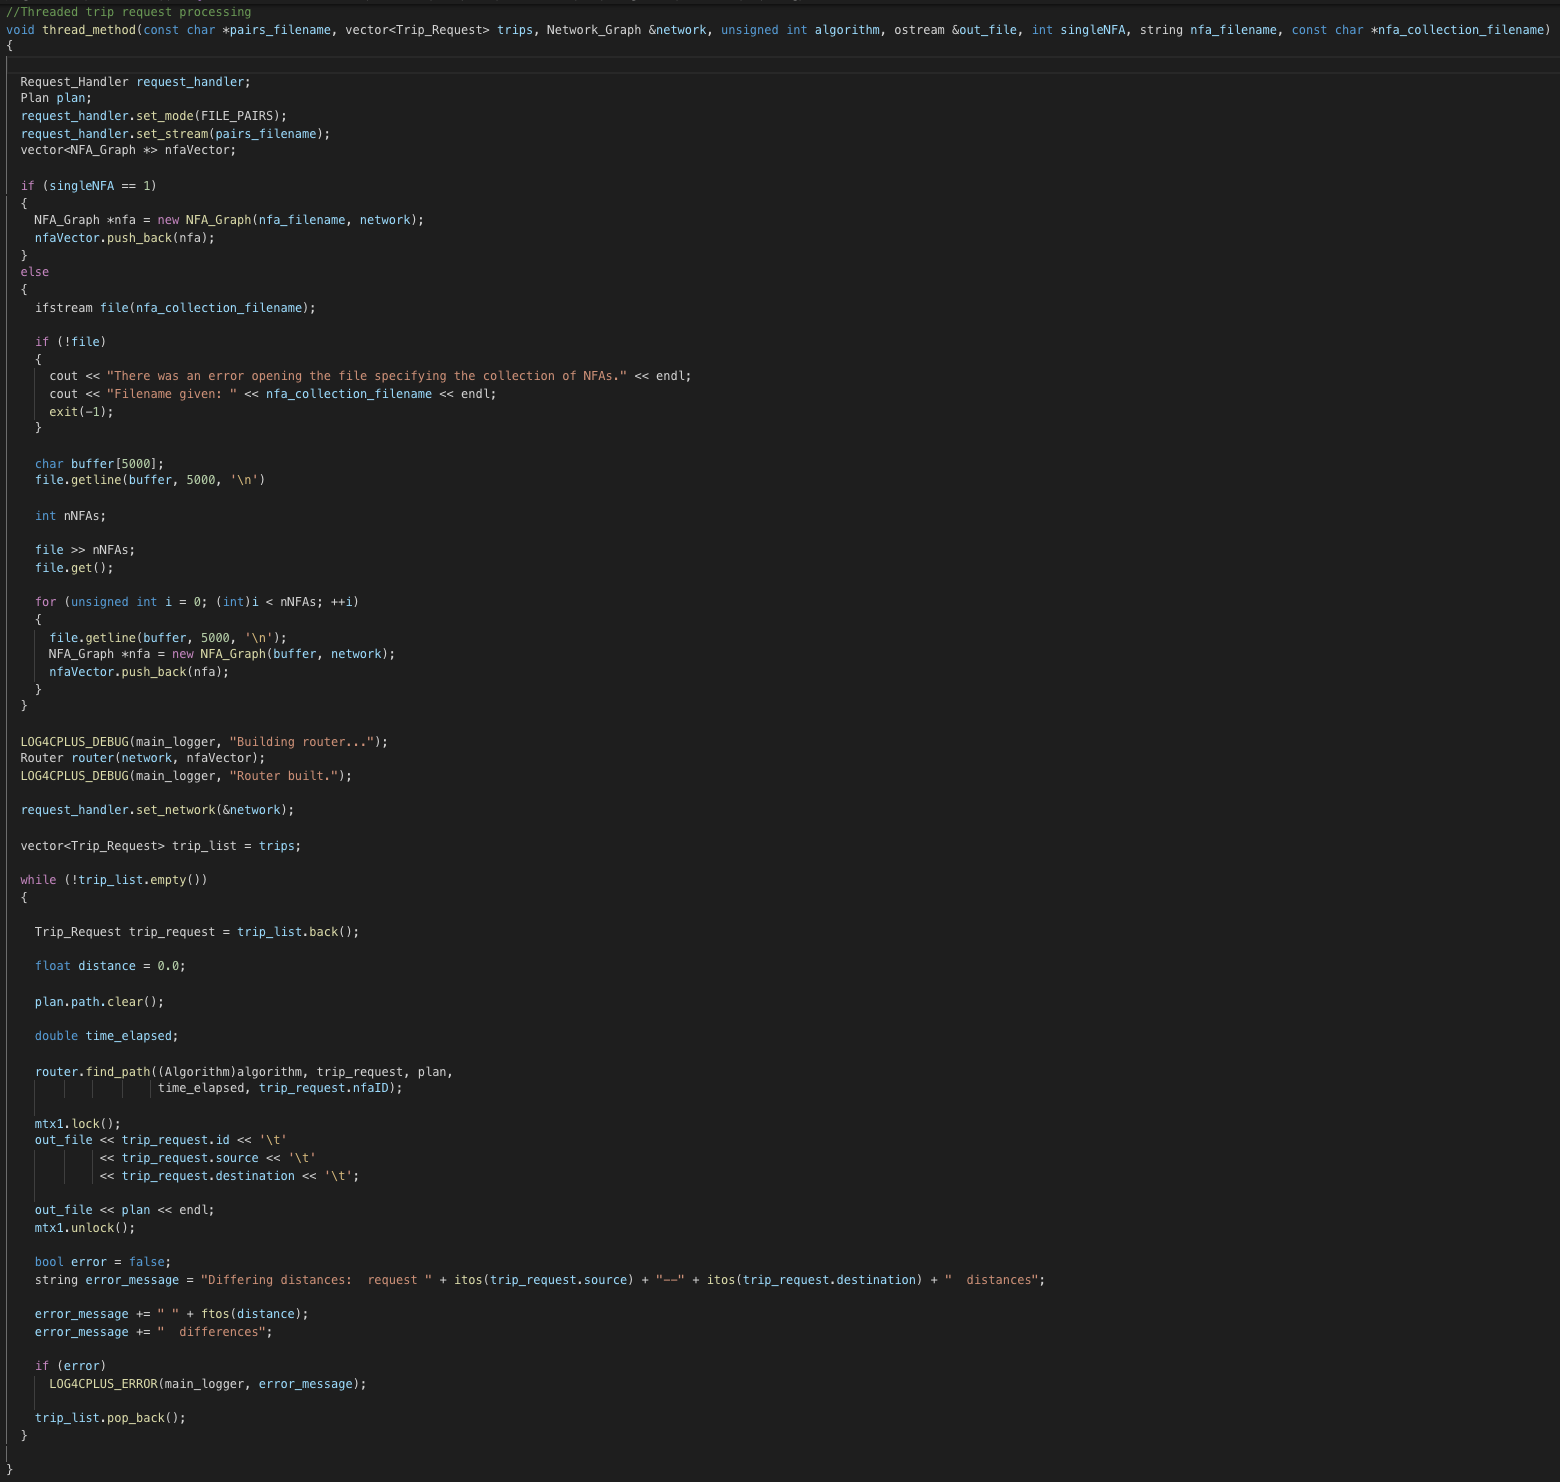 //Threaded trip request processing
void thread_method(const char *pairs_filename, vector<Trip_Request> trips, Network_Graph &network, unsigned int algorithm, ostream &out_file, int singleNFA, string nfa_filename, const char *nfa_collection_filename)
{
Request_Handler request_handler;
Plan plan;
request_handler.set_mode(FILE_PAIRS);
request_handler.set_stream(pairs_filename);
vector<NFA_Graph *> nfaVector;
if (singleNFA == 1)
{
NFA_Graph *nfa = new NFA_Graph(nfa_filename, network);
nfaVector.push_back(nfa);
}
else
{
ifstream file(nfa_collection_filename);
if (!file)
{
cout << "There was an error opening the file specifying the collection of NFAs." << endl;
cout << "Filename given: " << nfa_collection_filename << endl;
exit(-1);
}
char buffer[5000];
file.getline(buffer, 5000, '\n')
int nNFAs;
file >> nNFAs;
file.get();
for (unsigned int i = 0; (int)i < nNFAs; ++i)
{
file.getline(buffer, 5000, '\n');
NFA_Graph *nfa = new NFA_Graph(buffer, network);
nfaVector.push_back(nfa);
}
}
LOG4CPLUS_DEBUG(main_logger, "Building router...");
Router router(network, nfaVector);
LOG4CPLUS_DEBUG(main_logger, "Router built.");
request_handler.set_network(&network);
vector<Trip_Request> trip_list = trips;
while (!trip_list.empty())
{
Trip_Request trip_request = trip_list.back();
float distance = 0.0;
plan.path.clear();
double time_elapsed;
router.find_path((Algorithm)algorithm, trip_request, plan,
time_elapsed, trip_request.nfaID);
mtx1.lock();
out_file << trip_request.id << '\t'
<< trip_request.source << '\t'
<< trip_request.destination << '\t';
out_file << plan << endl;
mtx1.unlock();
bool error = false;
string error_message = "Differing distances:  request " + itos(trip_request.source) + "--" + itos(trip_request.destination) + "  distances";
error_message += " " + ftos(distance);
error_message += "  differences";
if (error)
LOG4CPLUS_ERROR(main_logger, error_message);
trip_list.pop_back();
}
}